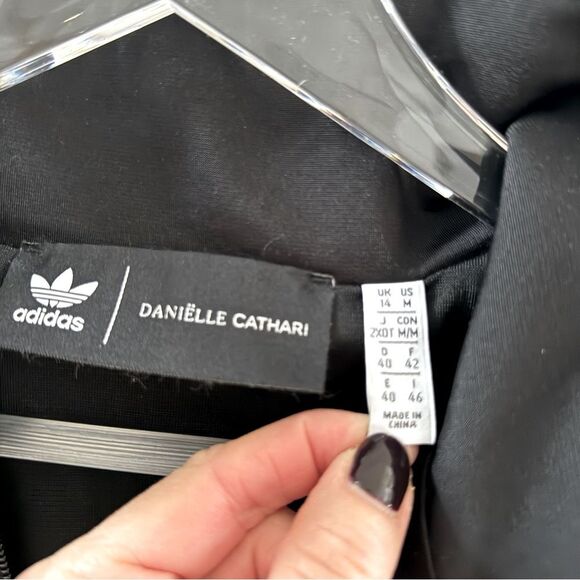 adidas
DANIËLLE CATHARI
UK US
14 M
J CON
2XOT M/M
D F
40 42
E I
40 46
MADE IN
CHINA